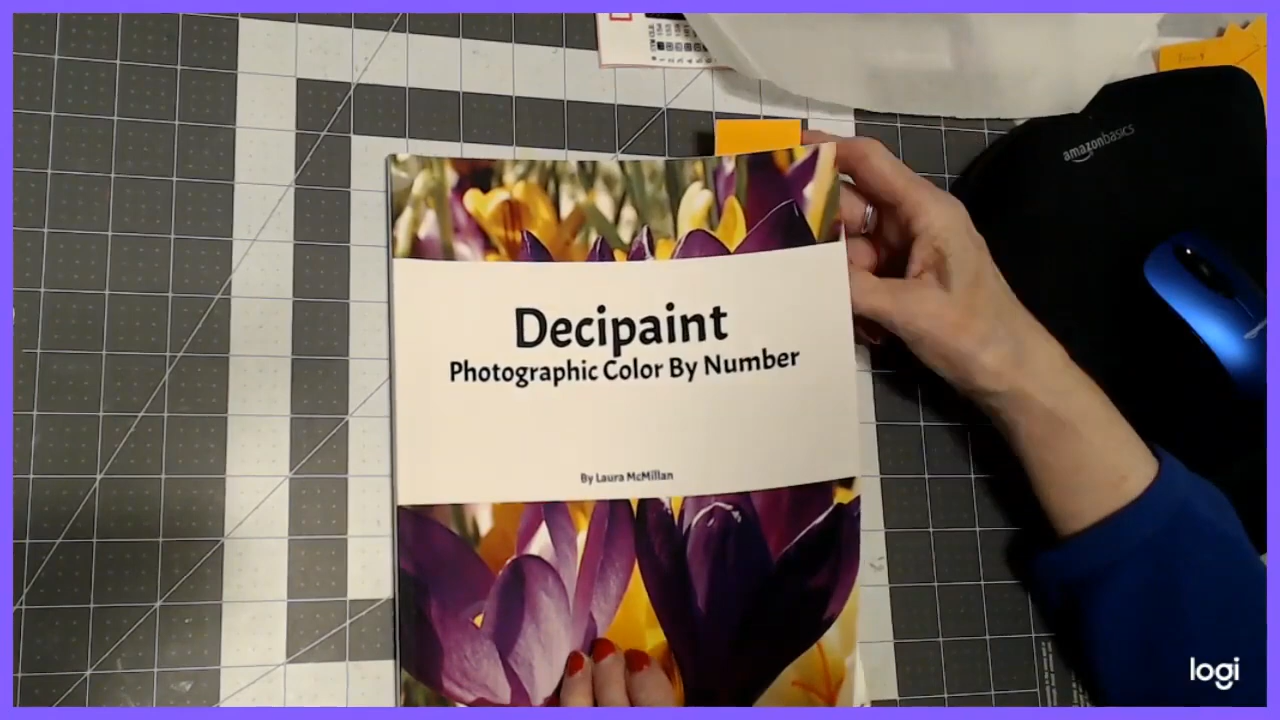 amazonbasics
Decipaint
Photographic Color By Number
By Laura McMillan
logi